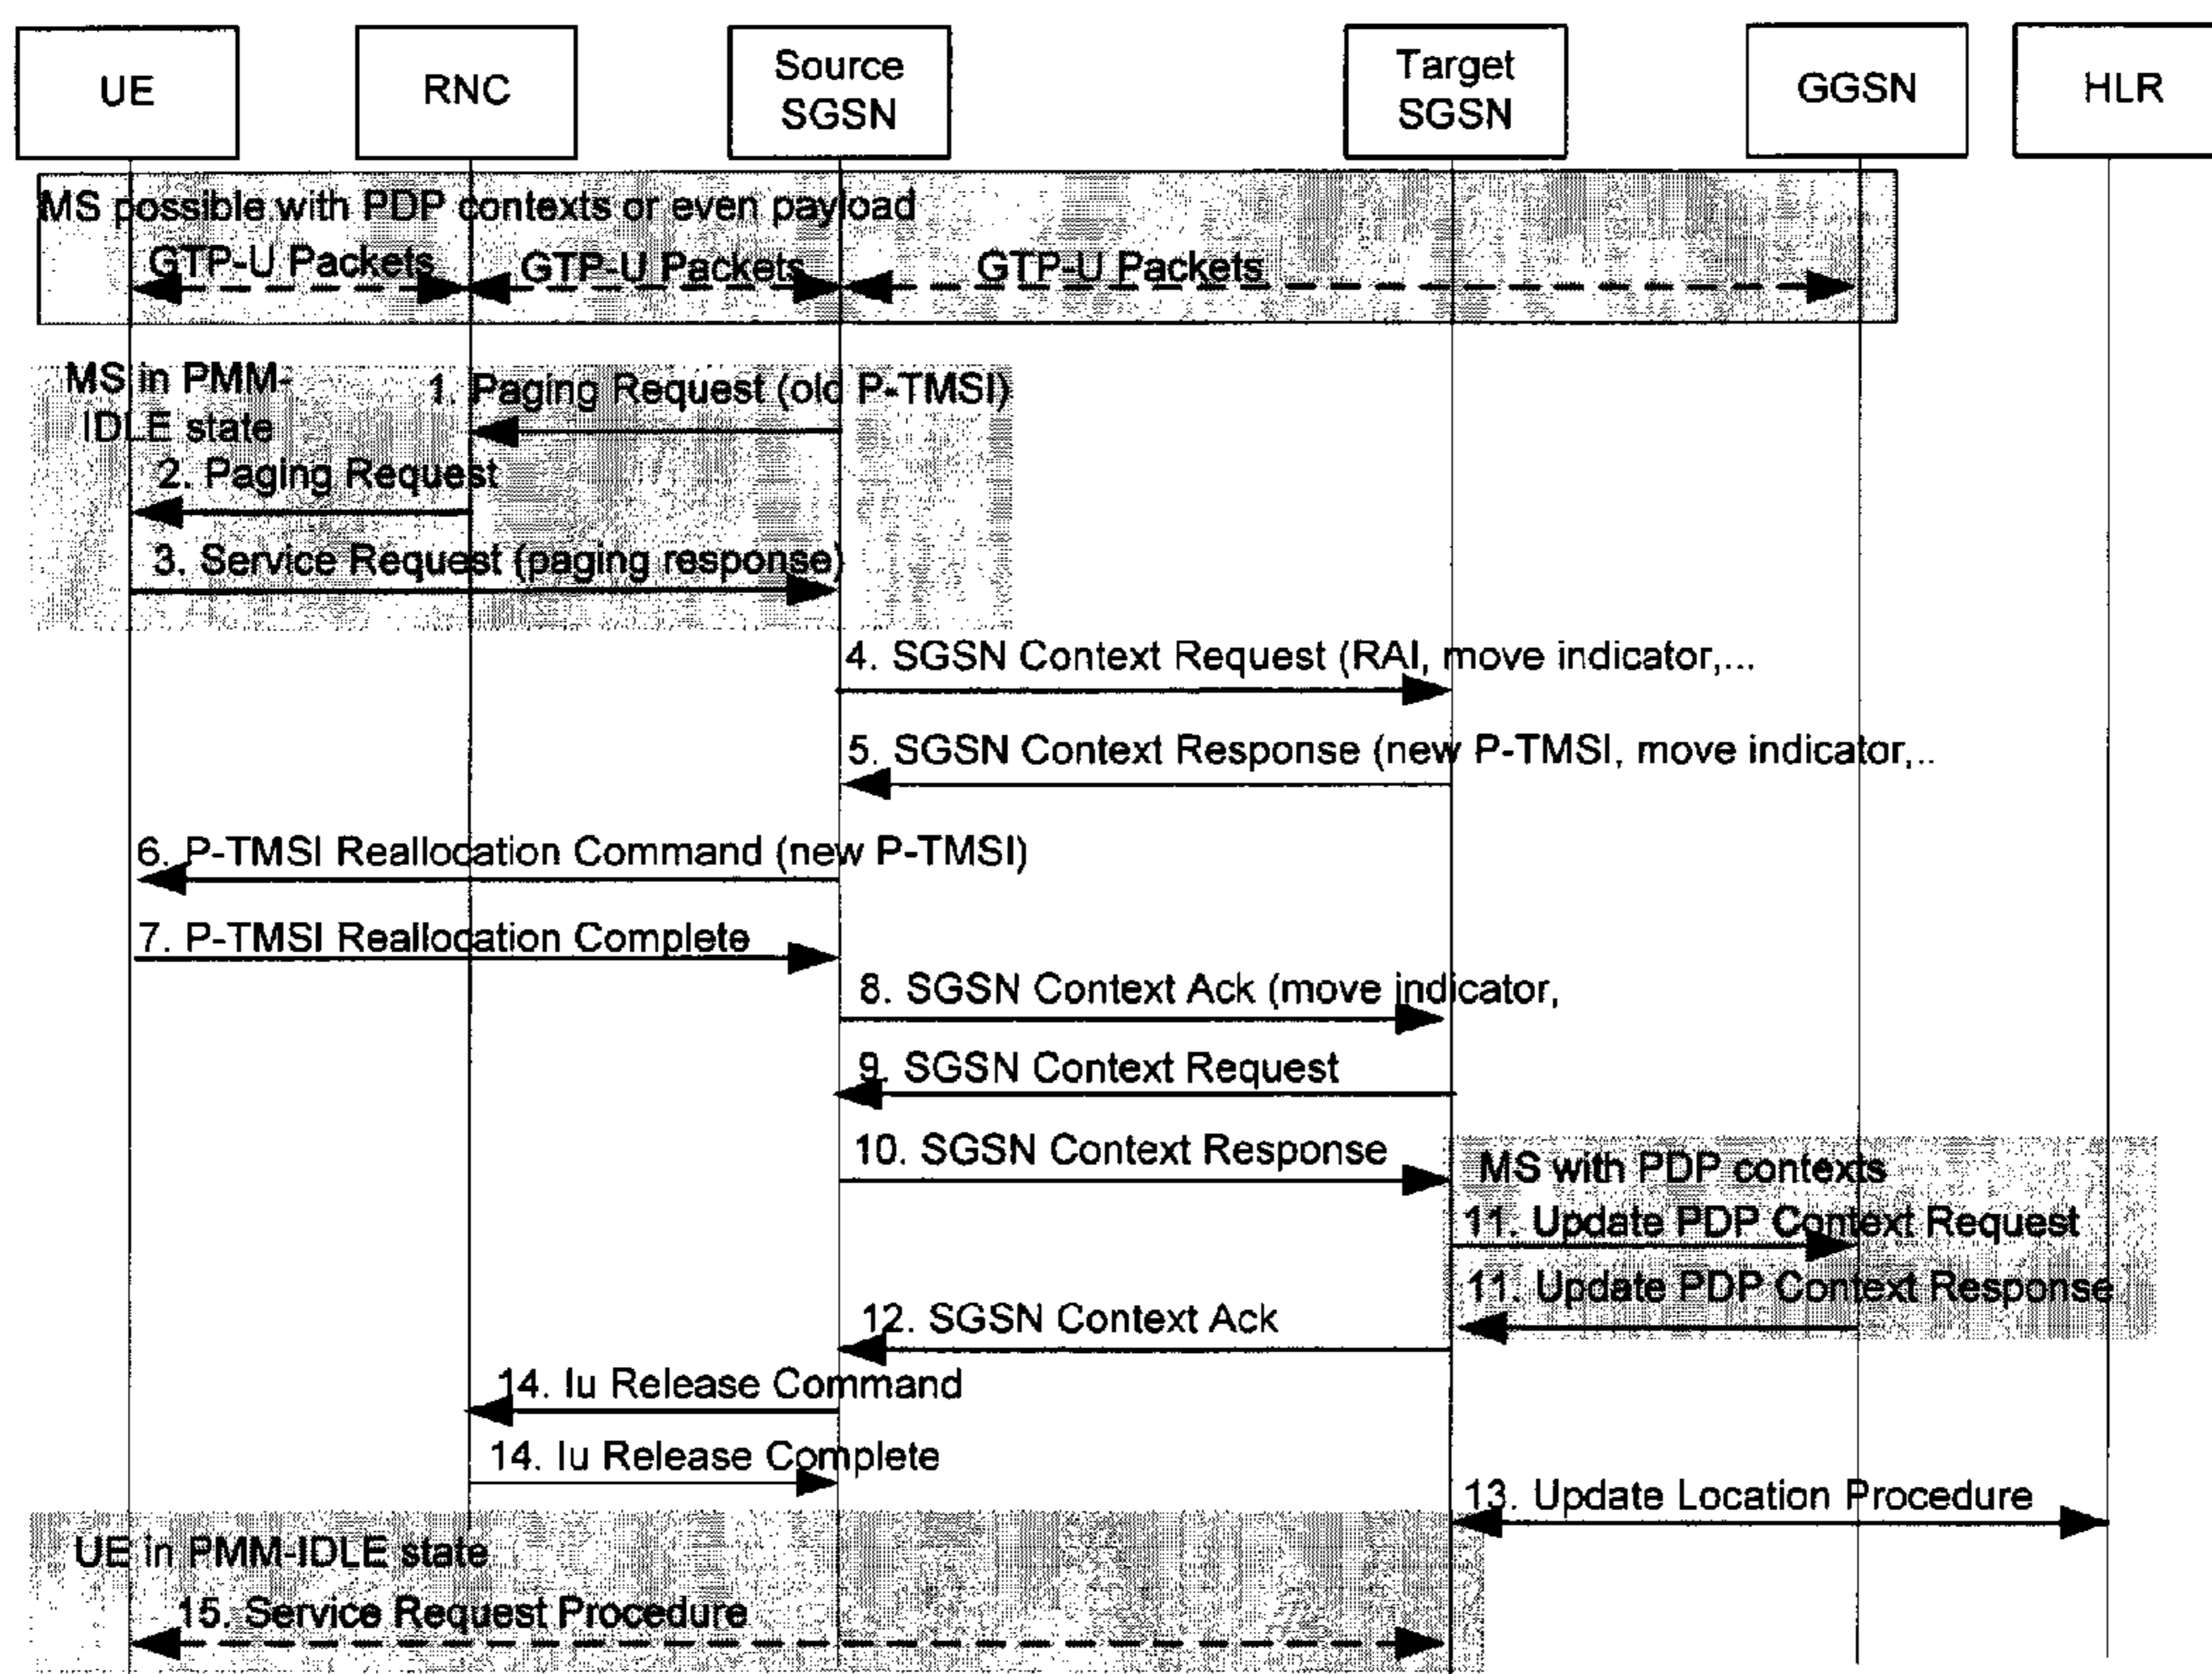 UE
RNC
Source
SGSN
Target
SGSN
GGSN
HLR
MS possible with PDP contexts or even payload
GTP-U Packets
GTP-U Packets
GTP-U Packets
MS in PMM-
IDLE state
1. Paging Request (old P-TMSI)
2. Paging Request
3. Service Request (paging response)
4. SGSN Context Request (RAI, move indicator,...
5. SGSN Context Response (new P-TMSI, move indicator,..
6. P-TMSI Reallocation Command (new P-TMSI)
7. P-TMSI Reallocation Complete
8. SGSN Context Ack (move indicator,
9. SGSN Context Request
10. SGSN Context Response
MS with PDP contexts
11. Update PDP Context Request
11. Update PDP Context Response
12. SGSN Context Ack
14. Iu Release Command
14. Iu Release Complete
13. Update Location Procedure
UE in PMM-IDLE state
15. Service Request Procedure